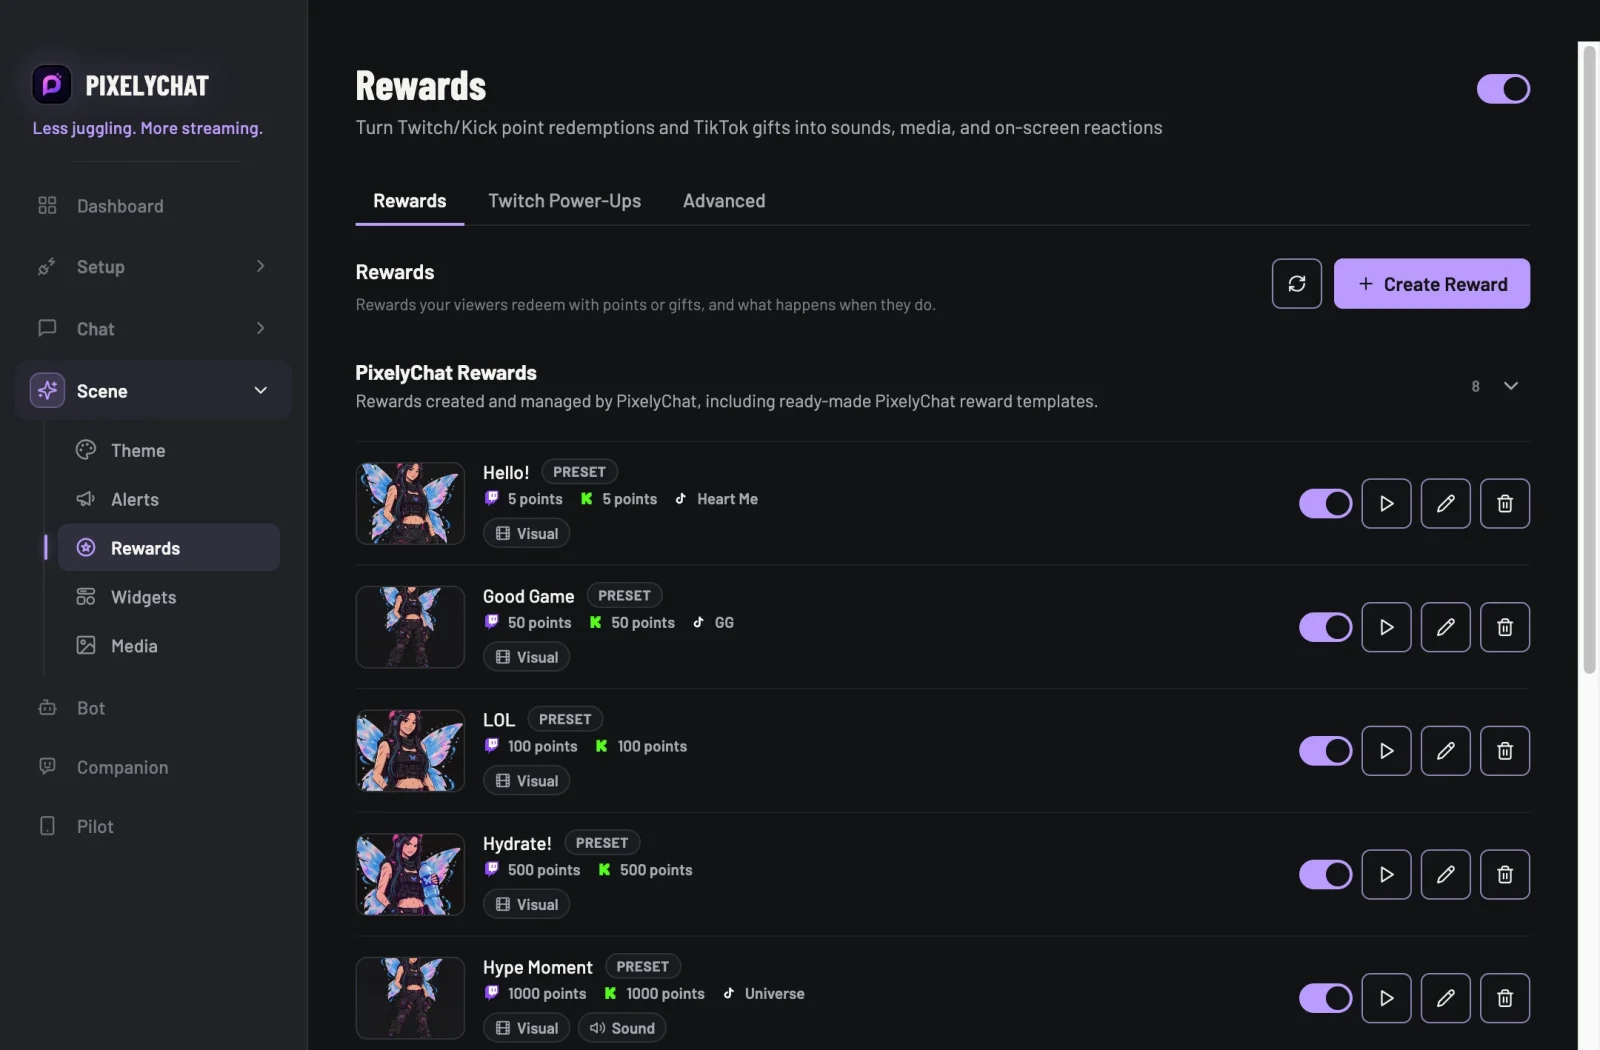 PIXELYCHAT
Less juggling. More streaming.
Dashboard
Setup
Chat
Scene
Theme
Alerts
Rewards
Widgets
Media
Bot
Companion
Pilot
Rewards
Turn Twitch/Kick point redemptions and TikTok gifts into sounds, media, and on-screen reactions
Rewards Twitch Power-Ups Advanced
Rewards
Rewards your viewers redeem with points or gifts, and what happens when they do.
+ Create Reward
PixelyChat Rewards
Rewards created and managed by PixelyChat, including ready-made PixelyChat reward templates.
8
Hello! PRESET
5 points 5 points Heart Me
Visual
Good Game PRESET
50 points 50 points GG
Visual
LOL PRESET
100 points 100 points
Visual
Hydrate! PRESET
500 points 500 points
Visual
Hype Moment PRESET
1000 points 1000 points Universe
Visual Sound